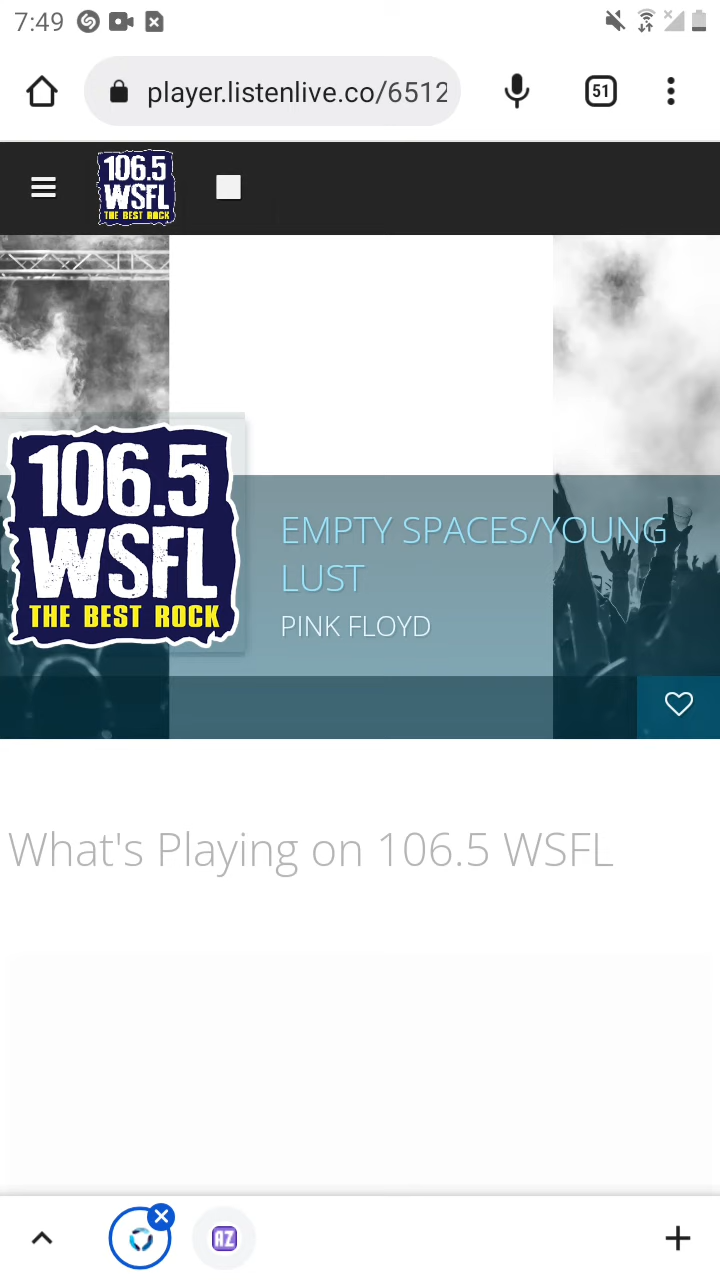 7:49
player.listenlive.co/6512
51
106.5
WSFL
THE BEST ROCK
106.5
WSFL
THE BEST ROCK
EMPTY SPACES/YOUNG
LUST
PINK FLOYD
What's Playing on 106.5 WSFL
AZ